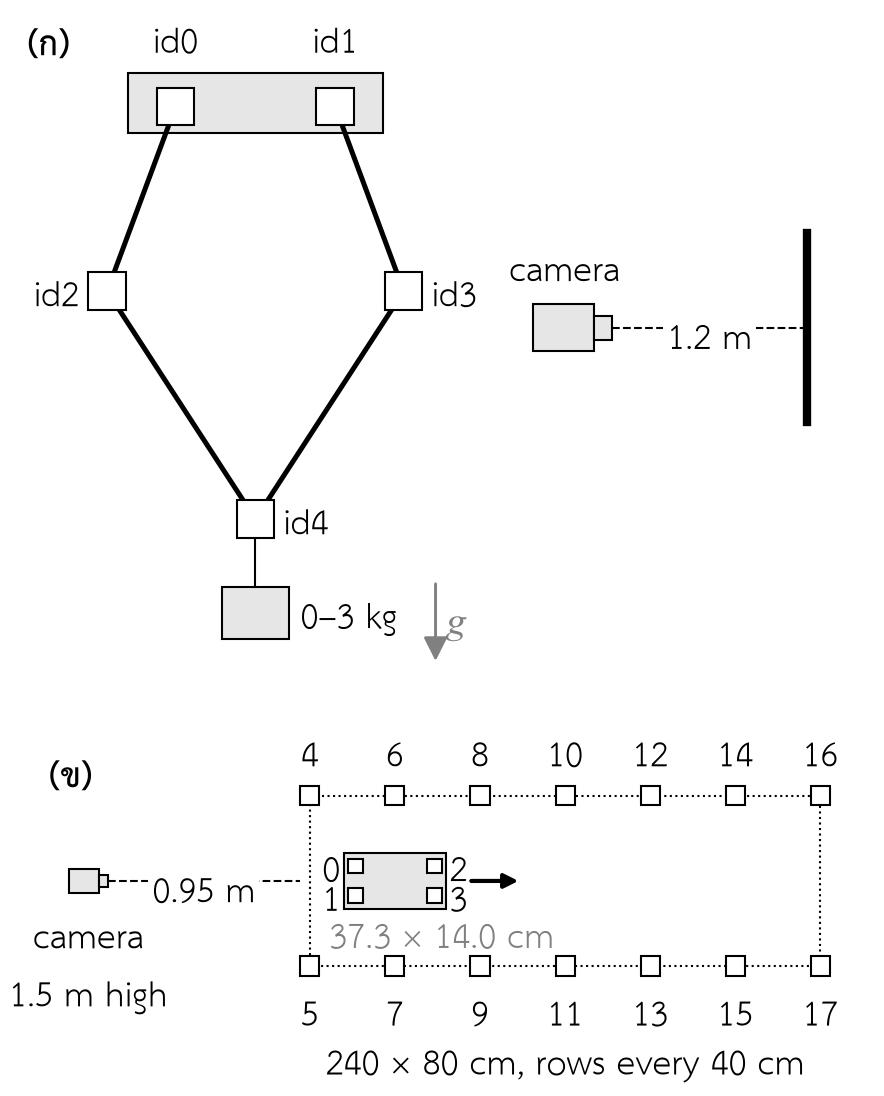 (ก)
id0 id1
id2 id3
camera
1.2 m
id4
0–3 kg
g
(ข)
4 6 8 10 12 14 16
0 2
1 3
0.95 m
camera
37.3 × 14.0 cm
1.5 m high
5 7 9 11 13 15 17
240 × 80 cm, rows every 40 cm